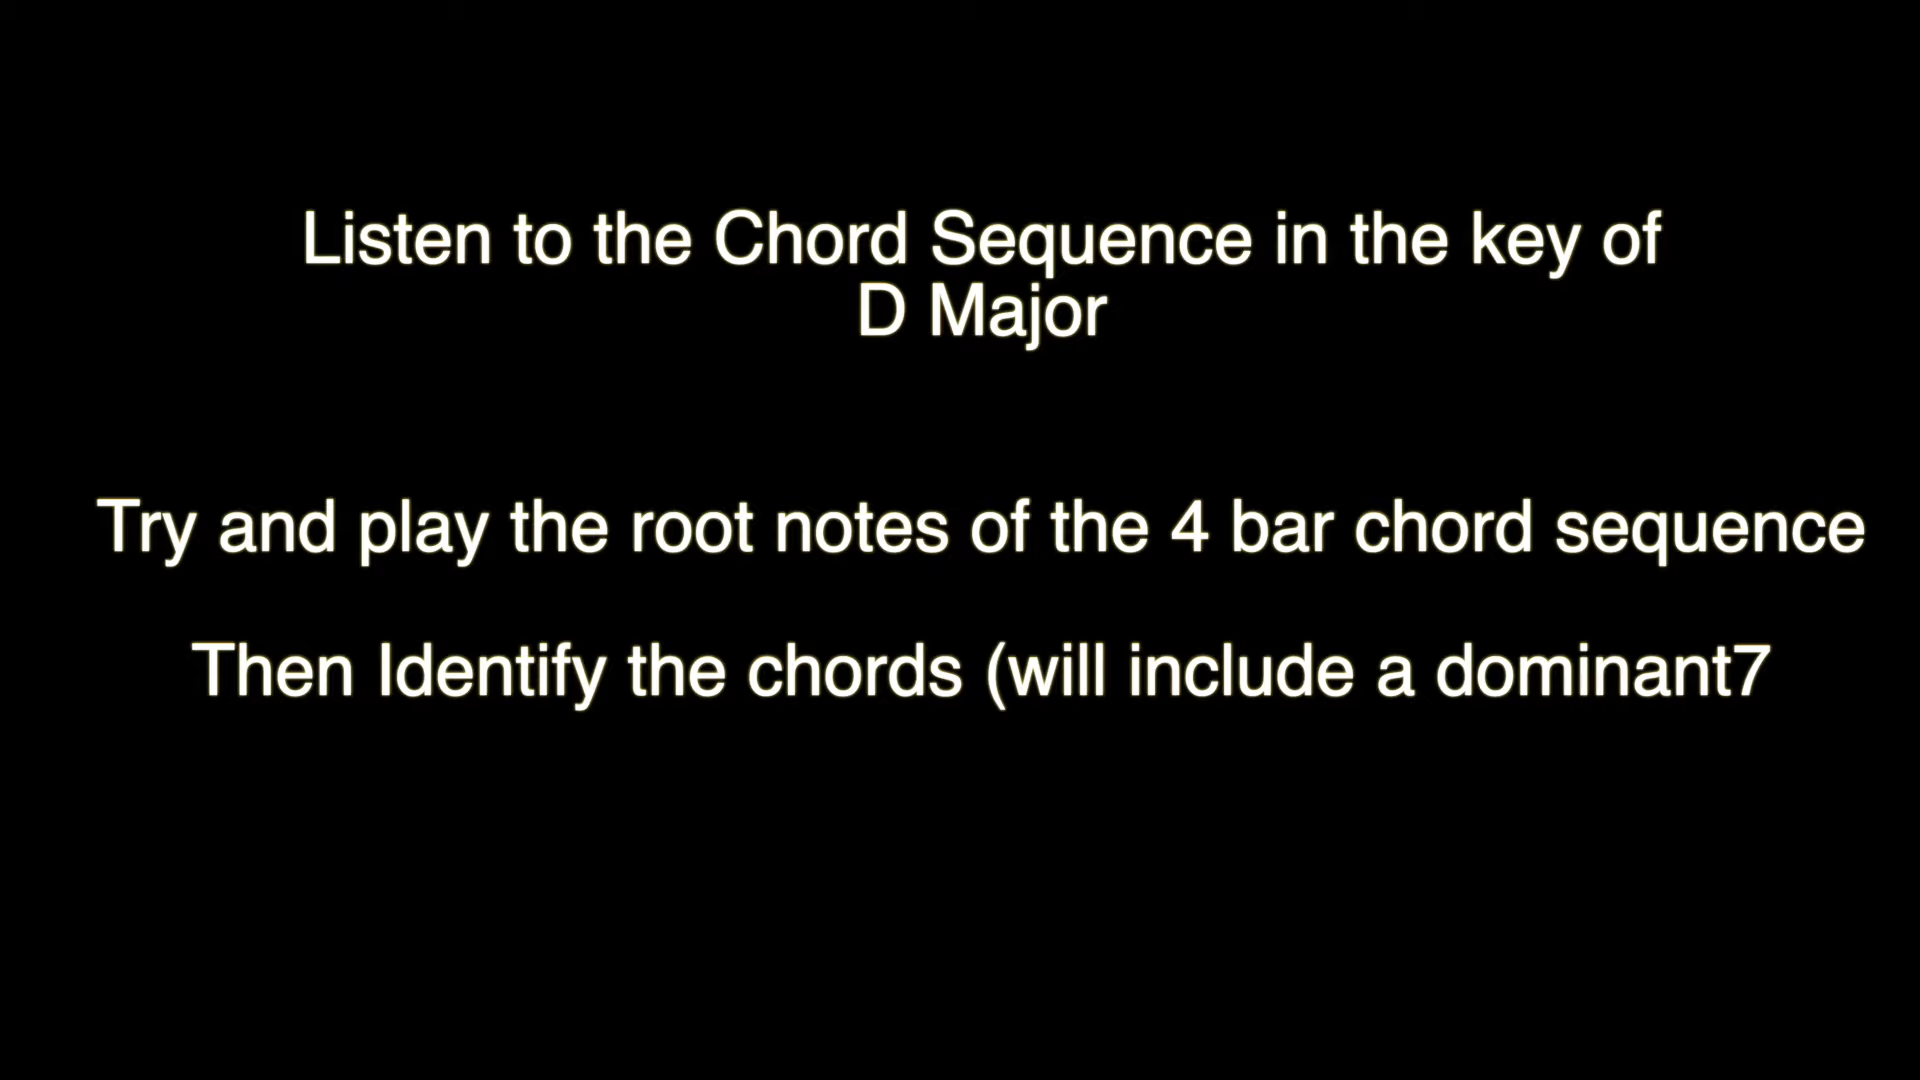 Listen to the Chord Sequence in the key of
D Major
Try and play the root notes of the 4 bar chord sequence
Then Identify the chords (will include a dominant7